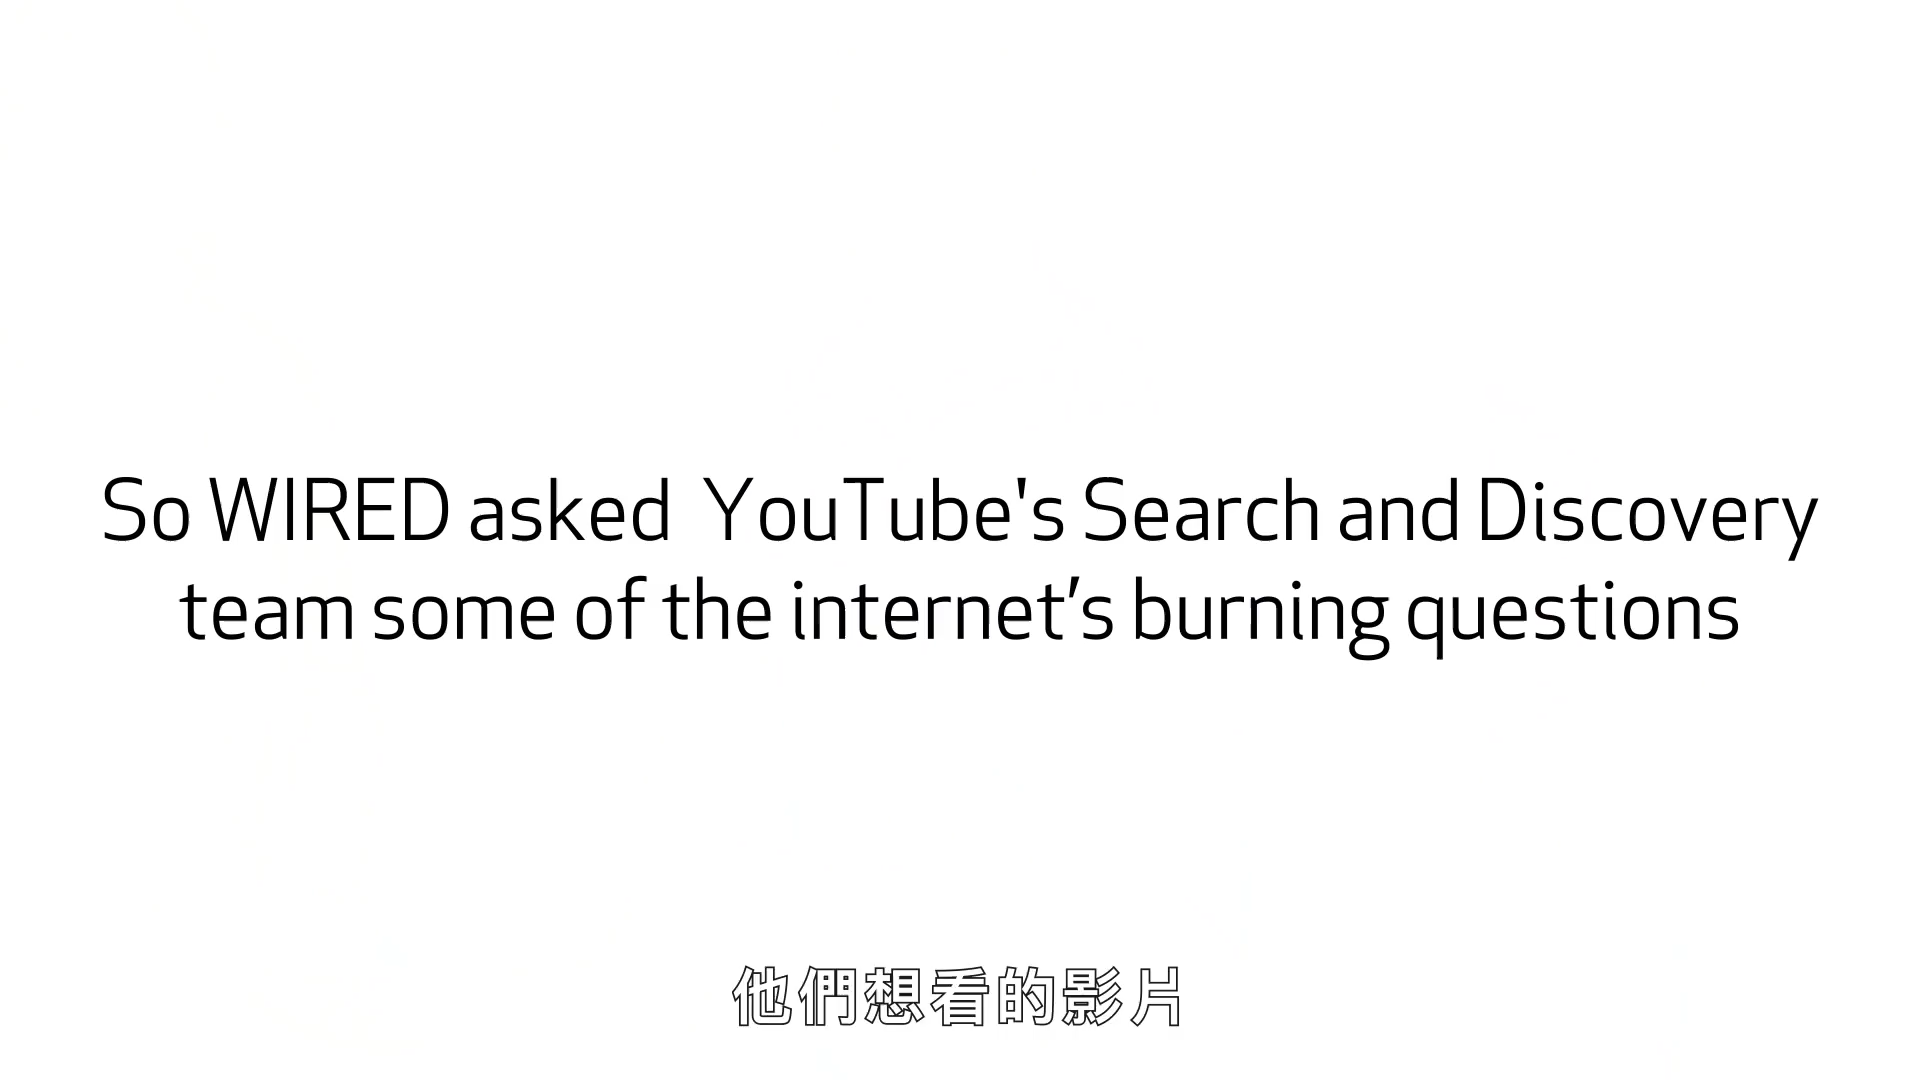 So WIRED asked  YouTube's Search and Discovery
team some of the internet’s burning questions
他們想看的影片